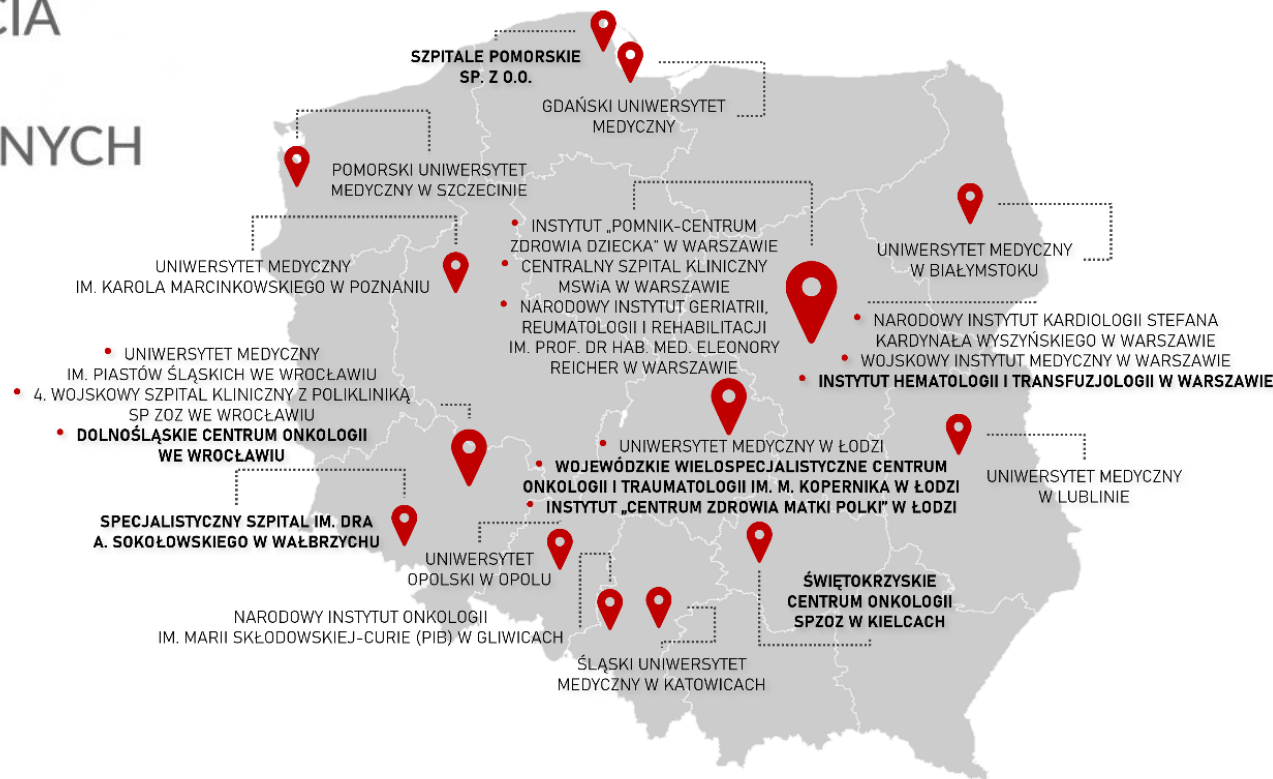 CIA
NYCH
SZPITALE POMORSKIE
SP. Z O.O.
GDAŃSKI UNIWERSYTET
MEDYCZNY
POMORSKI UNIWERSYTET
MEDYCZNY W SZCZECINIE
UNIWERSYTET MEDYCZNY
IM. KAROLA MARCINKOWSKIEGO W POZNANIU
• INSTYTUT „POMNIK-CENTRUM
ZDROWIA DZIECKA" W WARSZAWIE
• CENTRALNY SZPITAL KLINICZNY
MSWiA W WARSZAWIE
• NARODOWY INSTYTUT GERIATRII,
REUMATOLOGII I REHABILITACJI
IM. PROF. DR HAB. MED. ELEONORY
REICHER W WARSZAWIE
UNIWERSYTET MEDYCZNY
W BIAŁYMSTOKU
• NARODOWY INSTYTUT KARDIOLOGII STEFANA
KARDYNAŁA WYSZYŃSKIEGO W WARSZAWIE
• WOJSKOWY INSTYTUT MEDYCZNY W WARSZAWIE
• INSTYTUT HEMATOLOGII I TRANSFUZJOLOGII W WARSZAWIE
• UNIWERSYTET MEDYCZNY
IM. PIASTÓW ŚLĄSKICH WE WROCŁAWIU
• 4. WOJSKOWY SZPITAL KLINICZNY Z POLIKLINIKĄ
SP ZOZ WE WROCŁAWIU
• DOLNOŚLĄSKIE CENTRUM ONKOLOGII
WE WROCŁAWIU
• UNIWERSYTET MEDYCZNY W ŁODZI
• WOJEWÓDZKIE WIELOSPECJALISTYCZNE CENTRUM
ONKOLOGII I TRAUMATOLOGII IM. M. KOPERNIKA W ŁODZI
• INSTYTUT „CENTRUM ZDROWIA MATKI POLKI" W ŁODZI
UNIWERSYTET MEDYCZNY
W LUBLINIE
SPECJALISTYCZNY SZPITAL IM. DRA
A. SOKOŁOWSKIEGO W WAŁBRZYCHU
UNIWERSYTET
OPOLSKI W OPOLU
NARODOWY INSTYTUT ONKOLOGII
IM. MARII SKŁODOWSKIEJ-CURIE (PIB) W GLIWICACH
ŚWIĘTOKRZYSKIE
CENTRUM ONKOLOGII
SPZOZ W KIELCACH
ŚLĄSKI UNIWERSYTET
MEDYCZNY W KATOWICACH